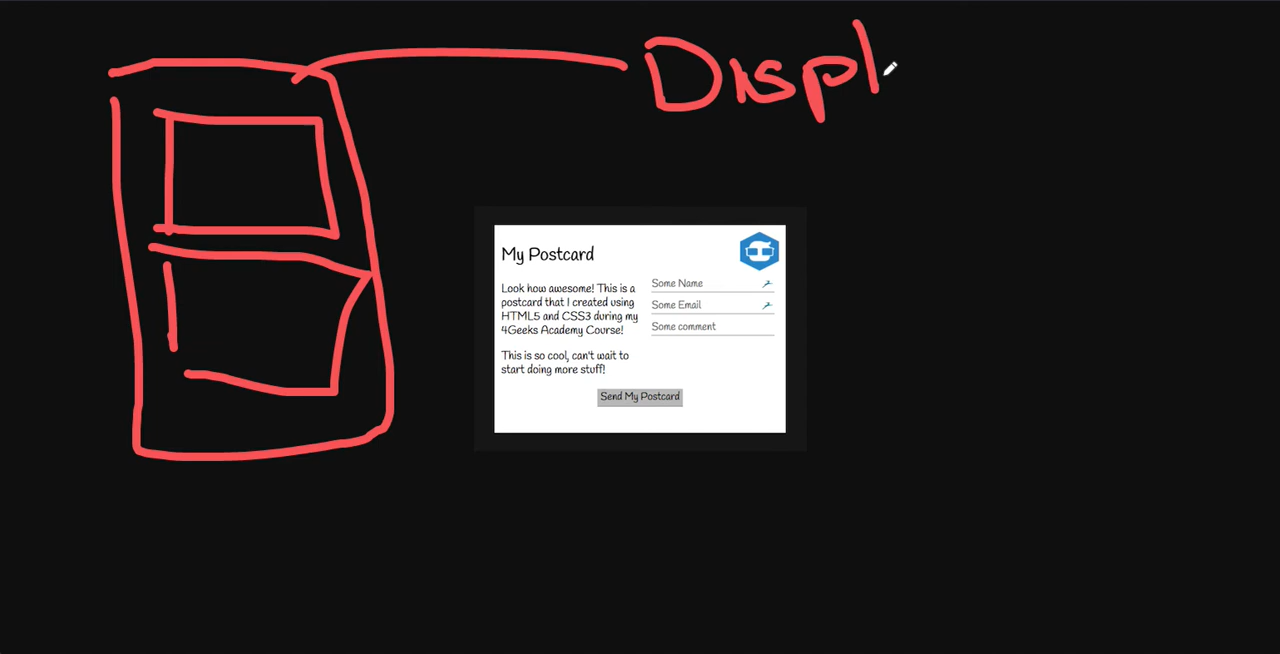 Displ
My Postcard
Look how awesome! This is a
postcard that I created using
HTML5 and CSS3 during my
4Geeks Academy Course!
This is so cool, can't wait to
start doing more stuff!
Some Name
Some Email
Some comment
Send My Postcard